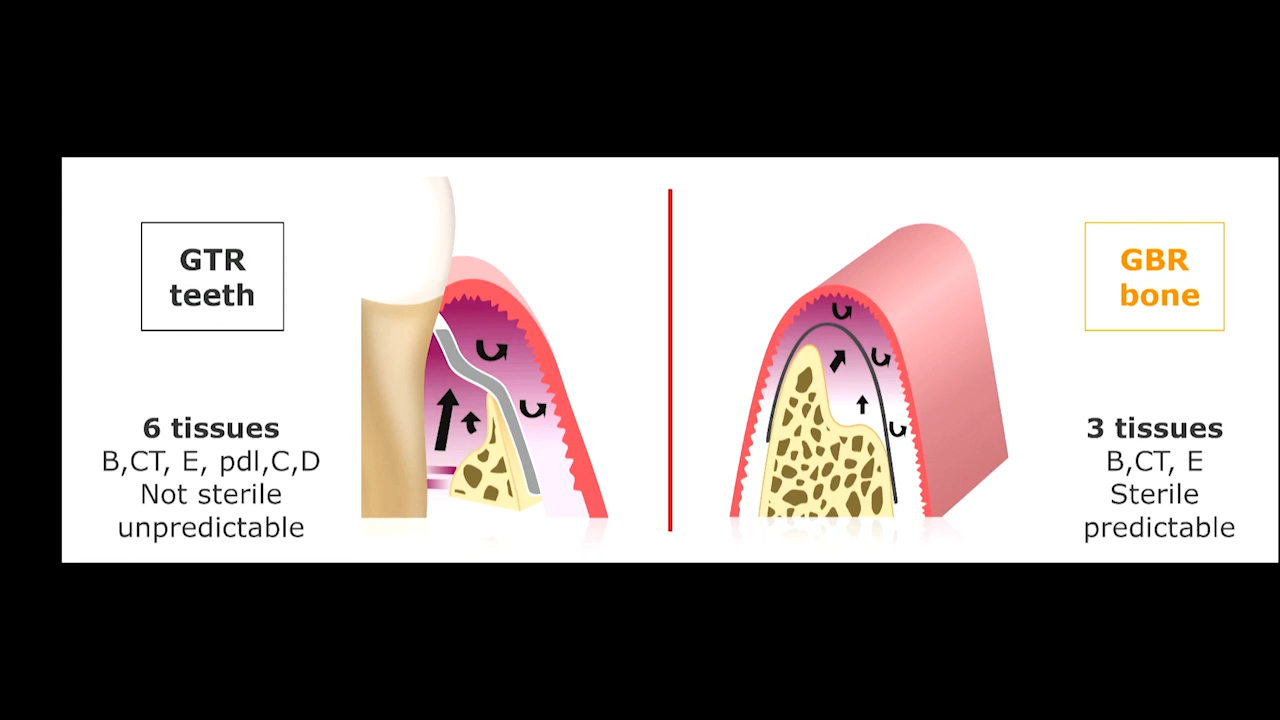 GTR
teeth
6 tissues
B,CT, E, pdl,C,D
Not sterile
unpredictable
GBR
bone
3 tissues
B,CT, E
Sterile
predictable